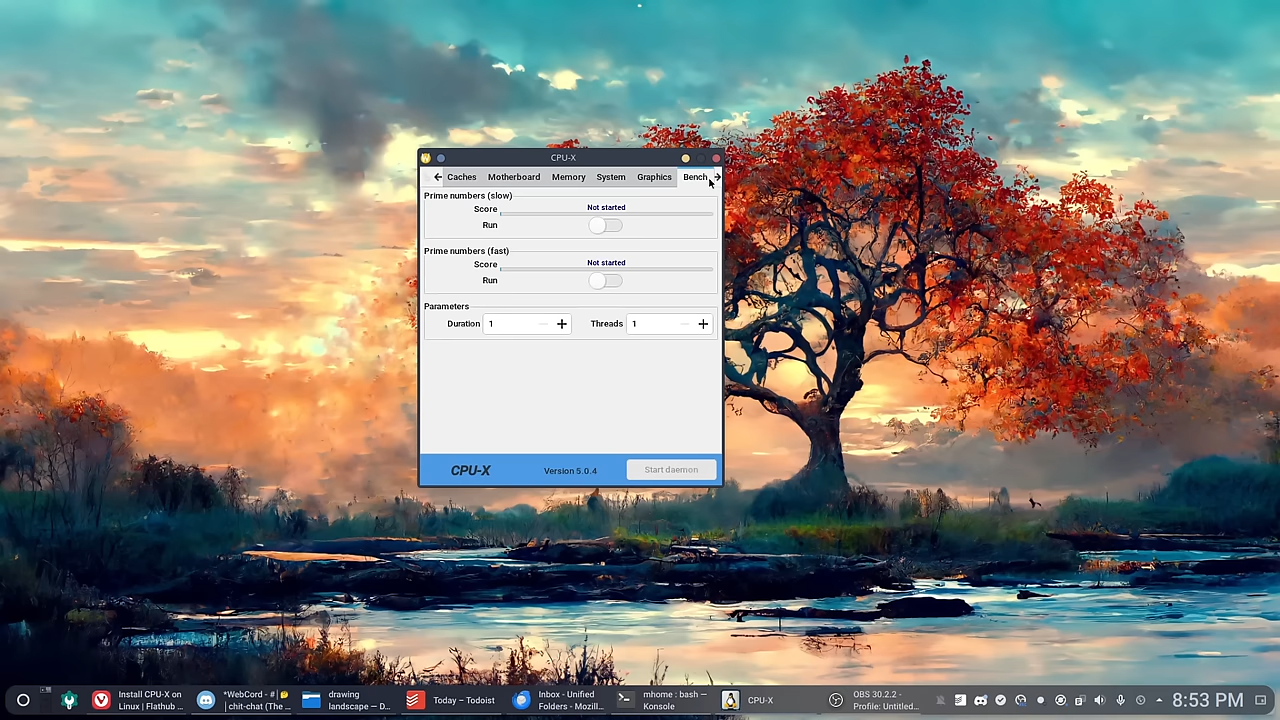 CPU-X
Caches Motherboard Memory System Graphics Bench
Prime numbers (slow)
Score Not started
Run
Prime numbers (fast)
Score Not started
Run
Parameters
Duration 1 Threads 1
CPU-X Version 5.0.4 Start daemon
Install CPU-X on
Linux | Flathub ...
*WebCord - # |
| chit-chat (The ...
drawing
landscape — D...
Today – Todoist
Inbox - Unified
Folders - Mozill...
mhome : bash —
Konsole
CPU-X
OBS 30.2.2 -
Profile: Untitled...
8:53 PM